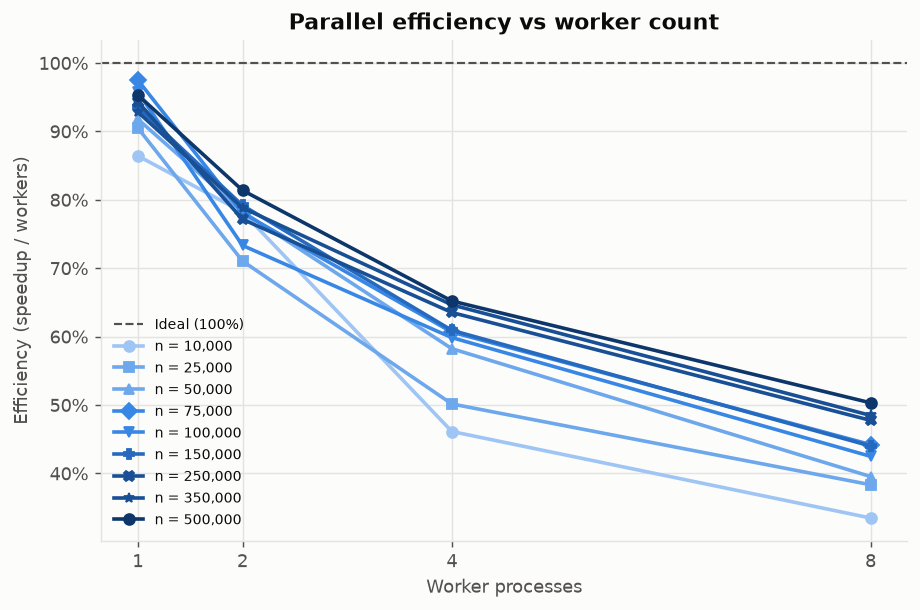 Parallel efficiency vs worker count
Efficiency (speedup / workers)
100%
90%
80%
70%
60%
50%
40%
Ideal (100%)
n = 10,000
n = 25,000
n = 50,000
n = 75,000
n = 100,000
n = 150,000
n = 250,000
n = 350,000
n = 500,000
1 2 4 8
Worker processes